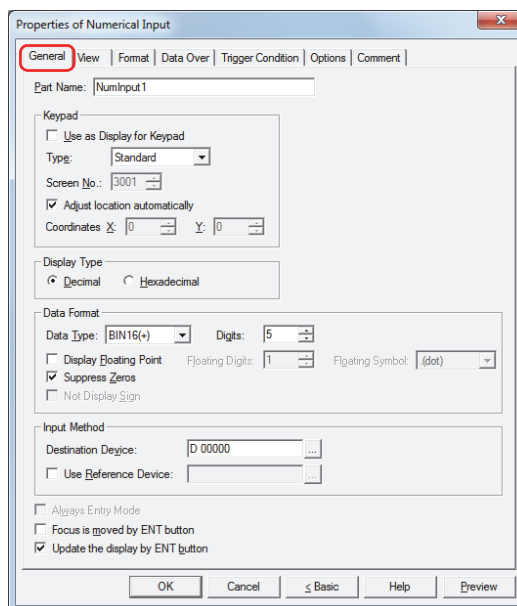 Properties of Numerical Input
General View Format Data Over Trigger Condition Options Comment
Part Name: NumInput1
Keypad
Use as Display for Keypad
Type: Standard
Screen No.: 3001
Adjust location automatically
Coordinates X: 0 Y: 0
Display Type
Decimal Hexadecimal
Data Format
Data Type: BIN16(+) Digits: 5
Display Floating Point Floating Digits: 1 Floating Symbol: .(dot)
Suppress Zeros
Not Display Sign
Input Method
Destination Device: D 00000 ...
Use Reference Device: ...
Always Entry Mode
Focus is moved by ENT button
Update the display by ENT button
OK Cancel ≤ Basic Help Preview